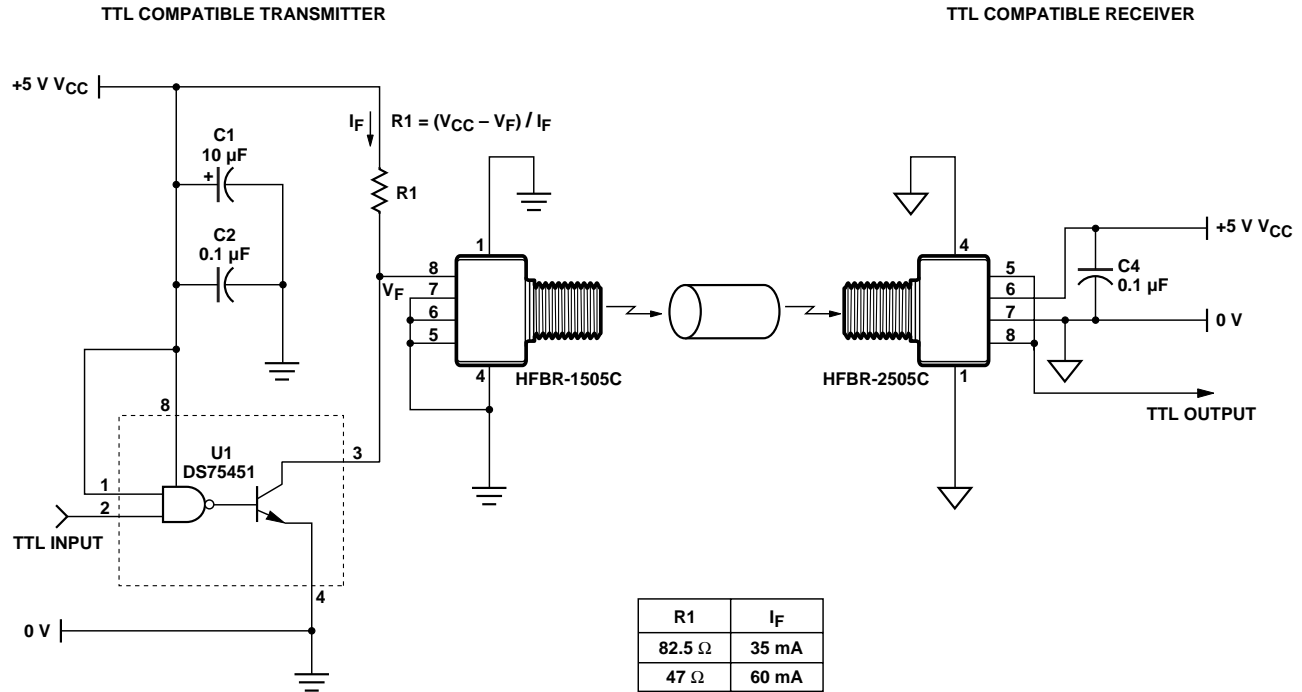 TTL COMPATIBLE TRANSMITTER
TTL COMPATIBLE RECEIVER
+5 V VCC
IF
R1 = (VCC – VF) / IF
C1
10 µF
+
R1
C2
0.1 µF
1
8
VF
7
6
5
4
HFBR-1505C
4
5
6
7
8
1
HFBR-2505C
+5 V VCC
C4
0.1 µF
0 V
TTL OUTPUT
8
U1
DS75451
3
1
2
TTL INPUT
4
0 V
R1 IF
82.5 Ω 35 mA
47 Ω 60 mA